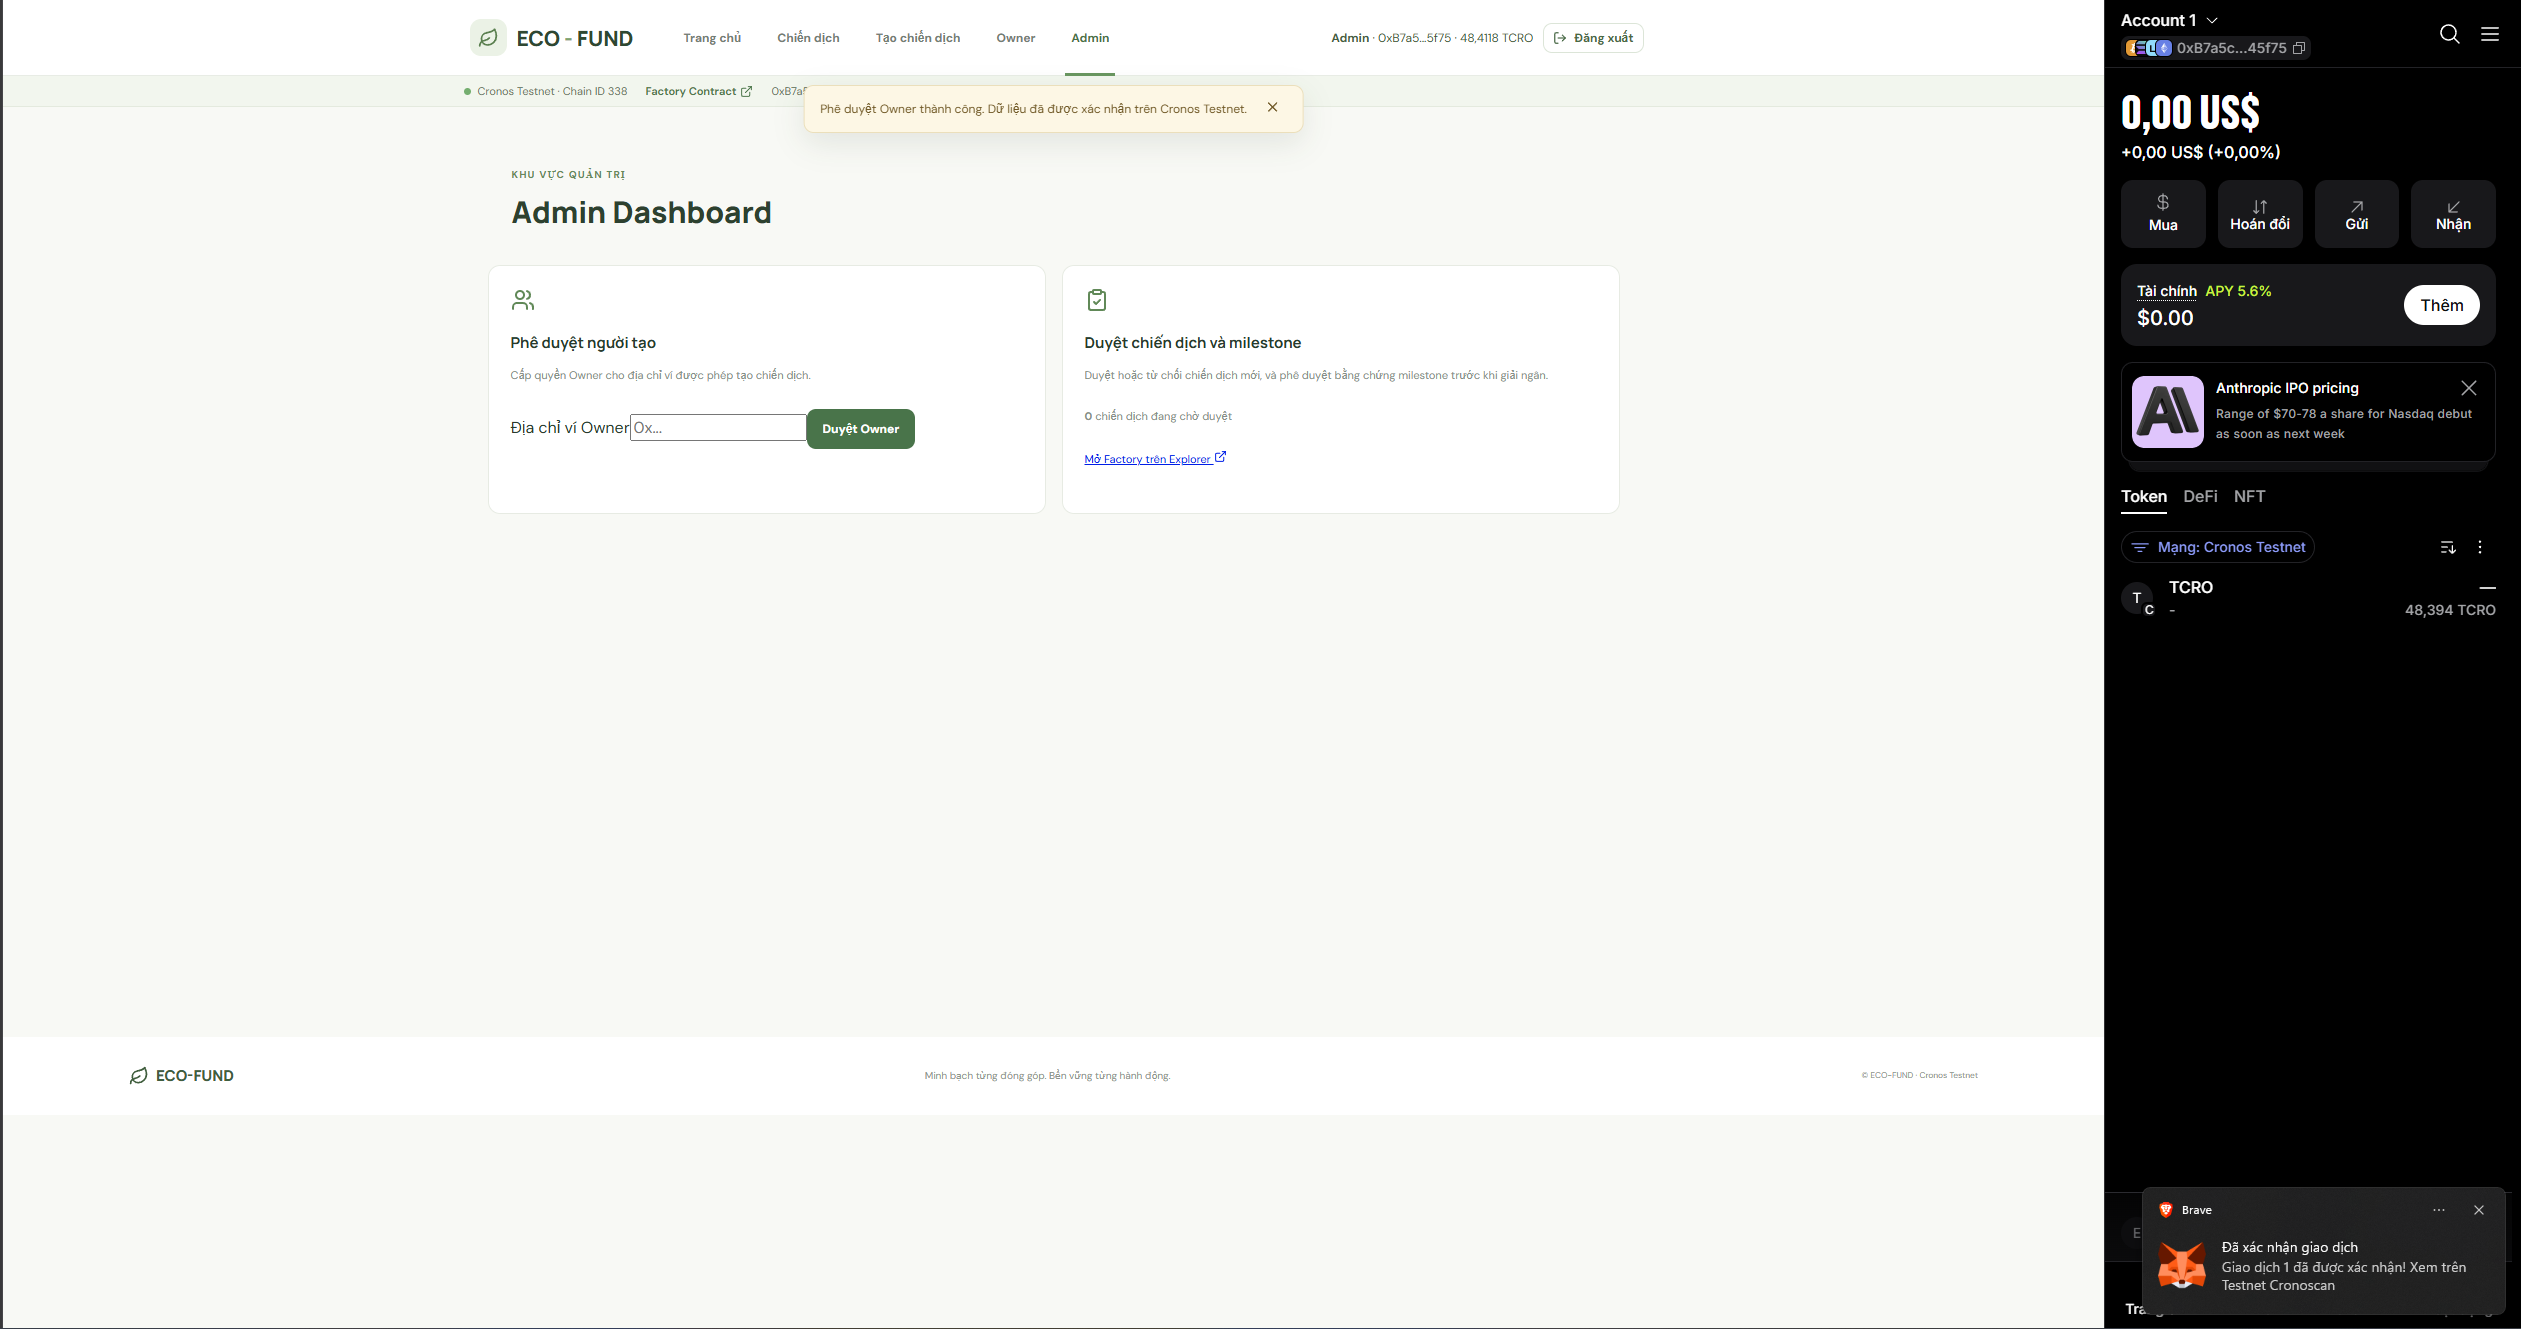 ECO - FUND
Trang chủ
Chiến dịch
Tạo chiến dịch
Owner
Admin
Admin · 0xB7a5...5f75 · 48,4118 TCRO
Đăng xuất
Cronos Testnet · Chain ID 338
Factory Contract
0xB7a5
Phê duyệt Owner thành công. Dữ liệu đã được xác nhận trên Cronos Testnet.
KHU VỰC QUẢN TRỊ
Admin Dashboard
Phê duyệt người tạo
Cấp quyền Owner cho địa chỉ ví được phép tạo chiến dịch.
Địa chỉ ví Owner
0x...
Duyệt Owner
Duyệt chiến dịch và milestone
Duyệt hoặc từ chối chiến dịch mới, và phê duyệt bằng chứng milestone trước khi giải ngân.
0 chiến dịch đang chờ duyệt
Mở Factory trên Explorer
ECO-FUND
Minh bạch từng đóng góp. Bền vững từng hành động.
© ECO-FUND · Cronos Testnet
Account 1
0xB7a5c...45f75
0,00 US$
+0,00 US$ (+0,00%)
$
Mua
Hoán đổi
Gửi
Nhận
Tài chính APY 5.6%
$0.00
Thêm
Anthropic IPO pricing
Range of $70-78 a share for Nasdaq debut
as soon as next week
Token
DeFi
NFT
Mạng: Cronos Testnet
T
C
TCRO
—
-
48,394 TCRO
E
Brave
Đã xác nhận giao dịch
Giao dịch 1 đã được xác nhận! Xem trên
Testnet Cronoscan